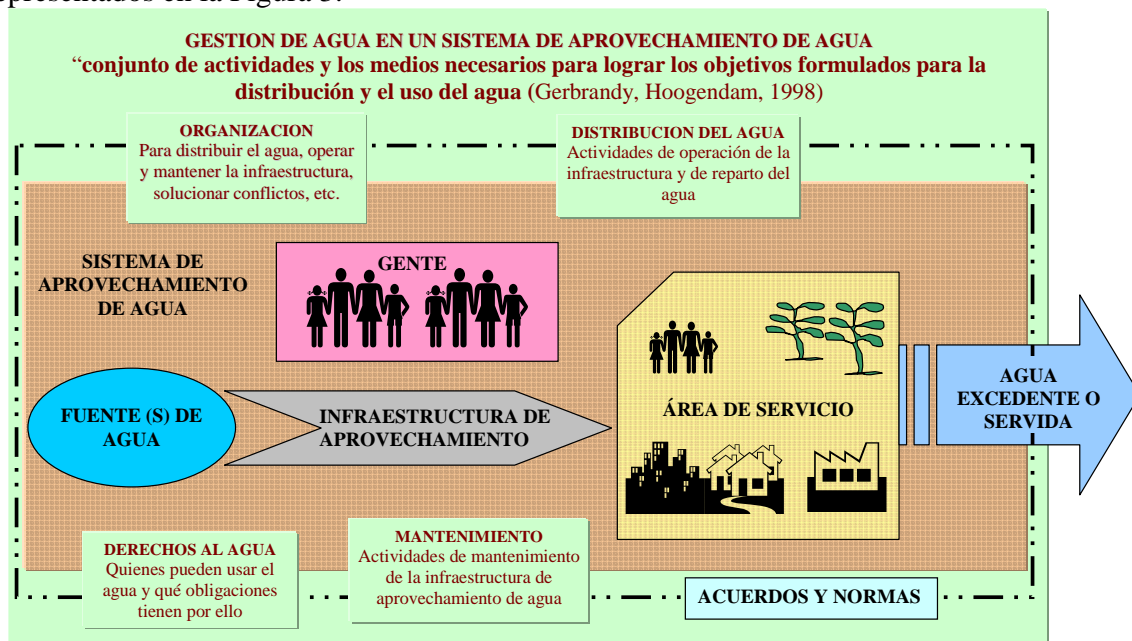 epresentados en la Figura 3.
GESTION DE AGUA EN UN SISTEMA DE APROVECHAMIENTO DE AGUA
“conjunto de actividades y los medios necesarios para lograr los objetivos formulados para la
distribución y el uso del agua (Gerbrandy, Hoogendam, 1998)
ORGANIZACION
Para distribuir el agua, operar
y mantener la infraestructura,
solucionar conflictos, etc.
DISTRIBUCION DEL AGUA
Actividades de operación de la
infraestructura y de reparto del
agua
SISTEMA DE
APROVECHAMIENTO
DE AGUA
GENTE
FUENTE (S) DE
AGUA
INFRAESTRUCTURA DE
APROVECHAMIENTO
ÁREA DE SERVICIO
AGUA
EXCEDENTE O
SERVIDA
DERECHOS AL AGUA
Quienes pueden usar el
agua y qué obligaciones
tienen por ello
MANTENIMIENTO
Actividades de mantenimiento
de la infraestructura de
aprovechamiento de agua
ACUERDOS Y NORMAS